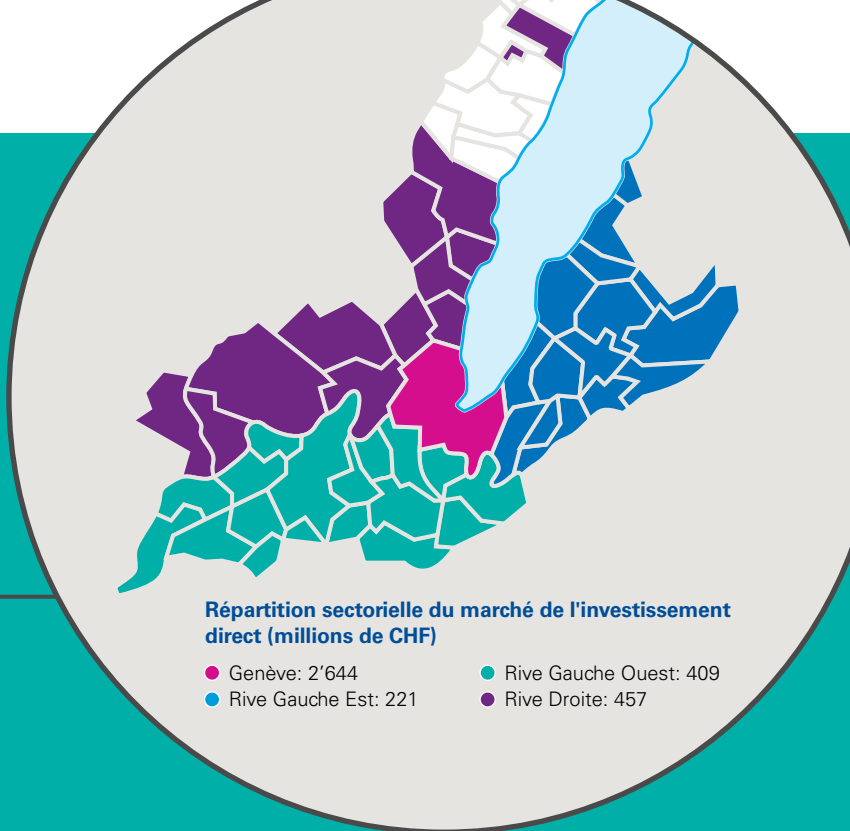 Répartition sectorielle du marché de l'investissement
direct (millions de CHF)
Genève: 2’644
Rive Gauche Est: 221
Rive Gauche Ouest: 409
Rive Droite: 457